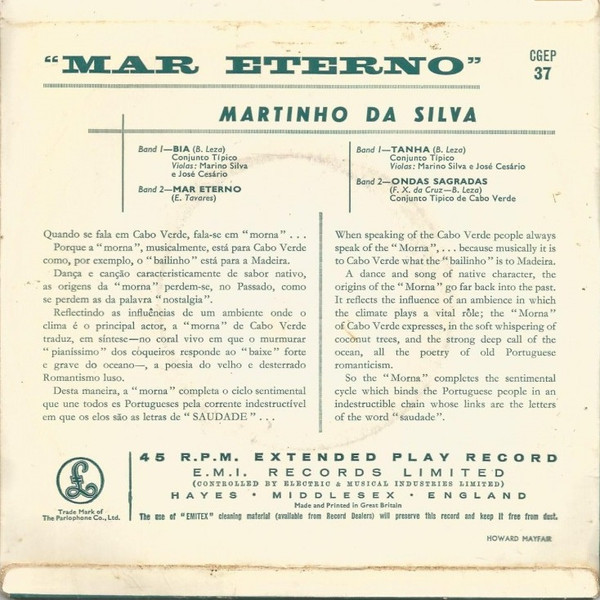 "MAR ETERNO"
CGEP
37
MARTINHO DA SILVA
Band 1—BIA (B. Leza)
Conjunto Típico
Violas: Marino Silva
e José Cesário
Band 2—MAR ETERNO
(E. Tavares)
Band 1—TANHA (B. Leza)
Conjunto Típico
Violas: Marino Silva e José Cesário
Band 2—ONDAS SAGRADAS
(F. X. da Cruz—B. Leza)
Conjunto Típico de Cabo Verde
Quando se fala em Cabo Verde, fala-se em "morna" . . .
Porque a "morna", musicalmente, está para Cabo Verde
como, por exemplo, o "bailinho" está para a Madeira.
Dança e canção caracteristicamente de sabor nativo,
as origens da "morna" perdem-se, no Passado, como
se perdem as da palavra "nostalgia".
Reflectindo as influências de um ambiente onde o
clima é o principal actor, a "morna" de Cabo Verde
traduz, em síntese—no coral vivo em que o murmurar
"pianíssimo" dos coqueiros responde ao "baixe" forte
e grave do oceano—, a poesia do velho e desterrado
Romantismo luso.
Desta maneira, a "morna" completa o ciclo sentimental
que une todos es Portugueses pela corrente indestructível
em que os elos são as letras de "SAUDADE" . . .
When speaking of the Cabo Verde people always
speak of the "Morna", . . . because musically it is
to Cabo Verde what the "bailinho" is to Madeira.
A dance and song of native character, the
origins of the "Morna" go far back into the past.
It reflects the influence of an ambience in which
the climate plays a vital rôle; the "Morna"
of Cabo Verde expresses, in the soft whispering of
coconut trees, and the strong deep call of the
ocean, all the poetry of old Portuguese
romanticism.
So the "Morna" completes the sentimental
cycle which binds the Portuguese people in an
indestructible chain whose links are the letters
of the word "saudade".
£
Trade Mark of
The Parlophone Co., Ltd.
45 R.P.M. EXTENDED PLAY RECORD
E.M.I. RECORDS LIMITED
(CONTROLLED BY ELECTRIC & MUSICAL INDUSTRIES LIMITED)
HAYES · MIDDLESEX · ENGLAND
Made and Printed in Great Britain
The use of "EMITEX" cleaning material (available from Record Dealers) will preserve this record and keep it free from dust.
HOWARD MAYFAIR